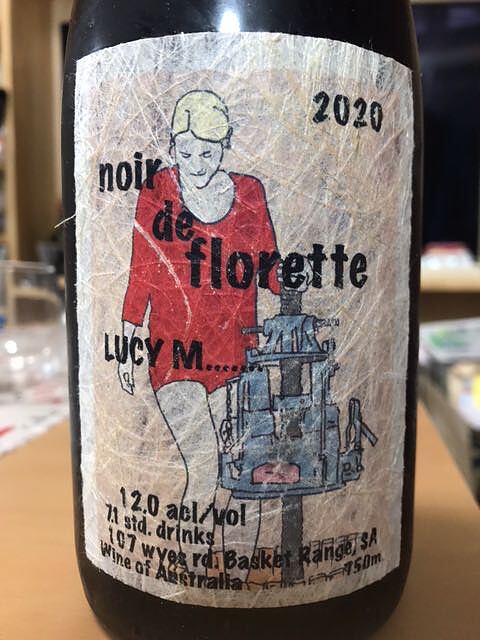 2020
noir
de
florette
LUCY M.......
12.0 acl/vol
7.1 std. drinks
107 wyes rd. Basket Range, SA
Wine of Australia
750m